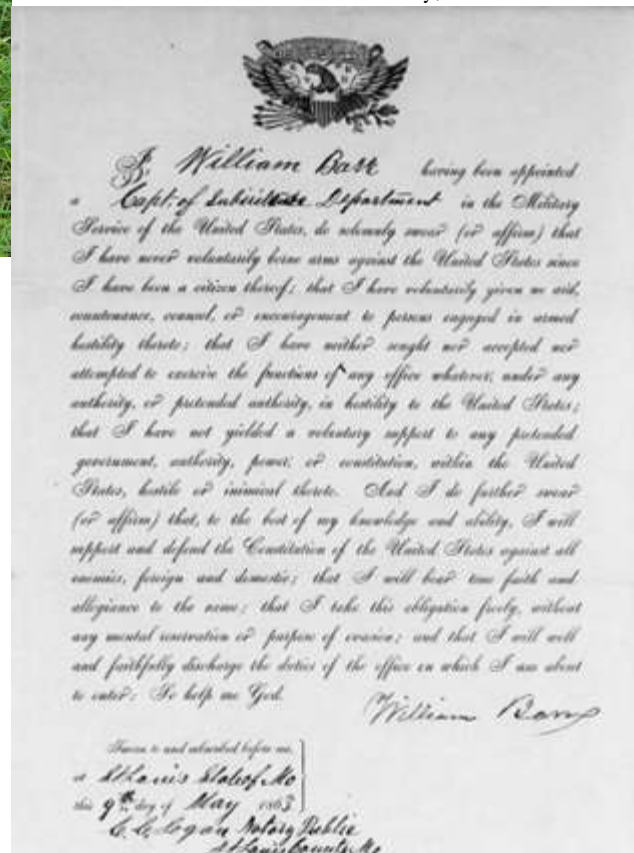 I, William Barr having been appointed
a Capt. of Subsistence Department in the Military
Service of the United States, do solemnly swear (or affirm) that
I have never voluntarily borne arms against the United States since
I have been a citizen thereof; that I have voluntarily given no aid,
countenance, counsel, or encouragement to persons engaged in armed
hostility thereto; that I have neither sought nor accepted nor
attempted to exercise the functions of any office whatever, under any
authority, or pretended authority, in hostility to the United States;
that I have not yielded a voluntary support to any pretended
government, authority, power, or constitution, within the United
States, hostile or inimical thereto. And I do further swear
(or affirm) that, to the best of my knowledge and ability, I will
support and defend the Constitution of the United States against all
enemies, foreign and domestic; that I will bear true faith and
allegiance to the same; that I take this obligation freely, without
any mental reservation or purpose of evasion; and that I will well
and faithfully discharge the duties of the office on which I am about
to enter: So help me God.
William Barr
Sworn to and subscribed before me,
at St Louis State of Mo
this 9th day of May 1863
C. C. Logan Notary Public
St Louis County Mo